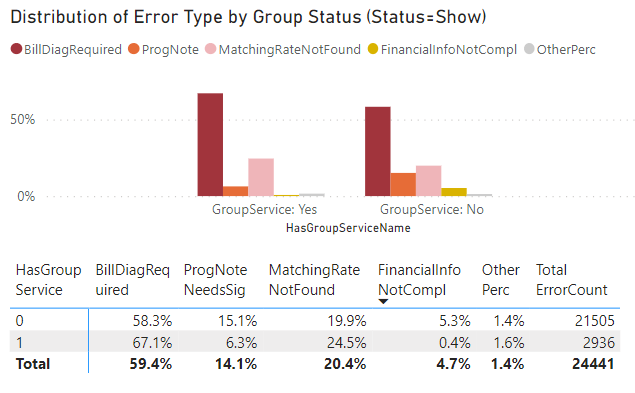 Distribution of Error Type by Group Status (Status=Show)
BillDiagRequired ProgNote MatchingRateNotFound FinancialInfoNotCompl OtherPerc
50%
0%
GroupService: Yes GroupService: No
HasGroupServiceName
HasGroup BillDiagReq ProgNote MatchingRate FinancialInfo Other Total
Service uired NeedsSig NotFound NotCompl Perc ErrorCount
0 58.3% 15.1% 19.9% 5.3% 1.4% 21505
1 67.1% 6.3% 24.5% 0.4% 1.6% 2936
Total 59.4% 14.1% 20.4% 4.7% 1.4% 24441